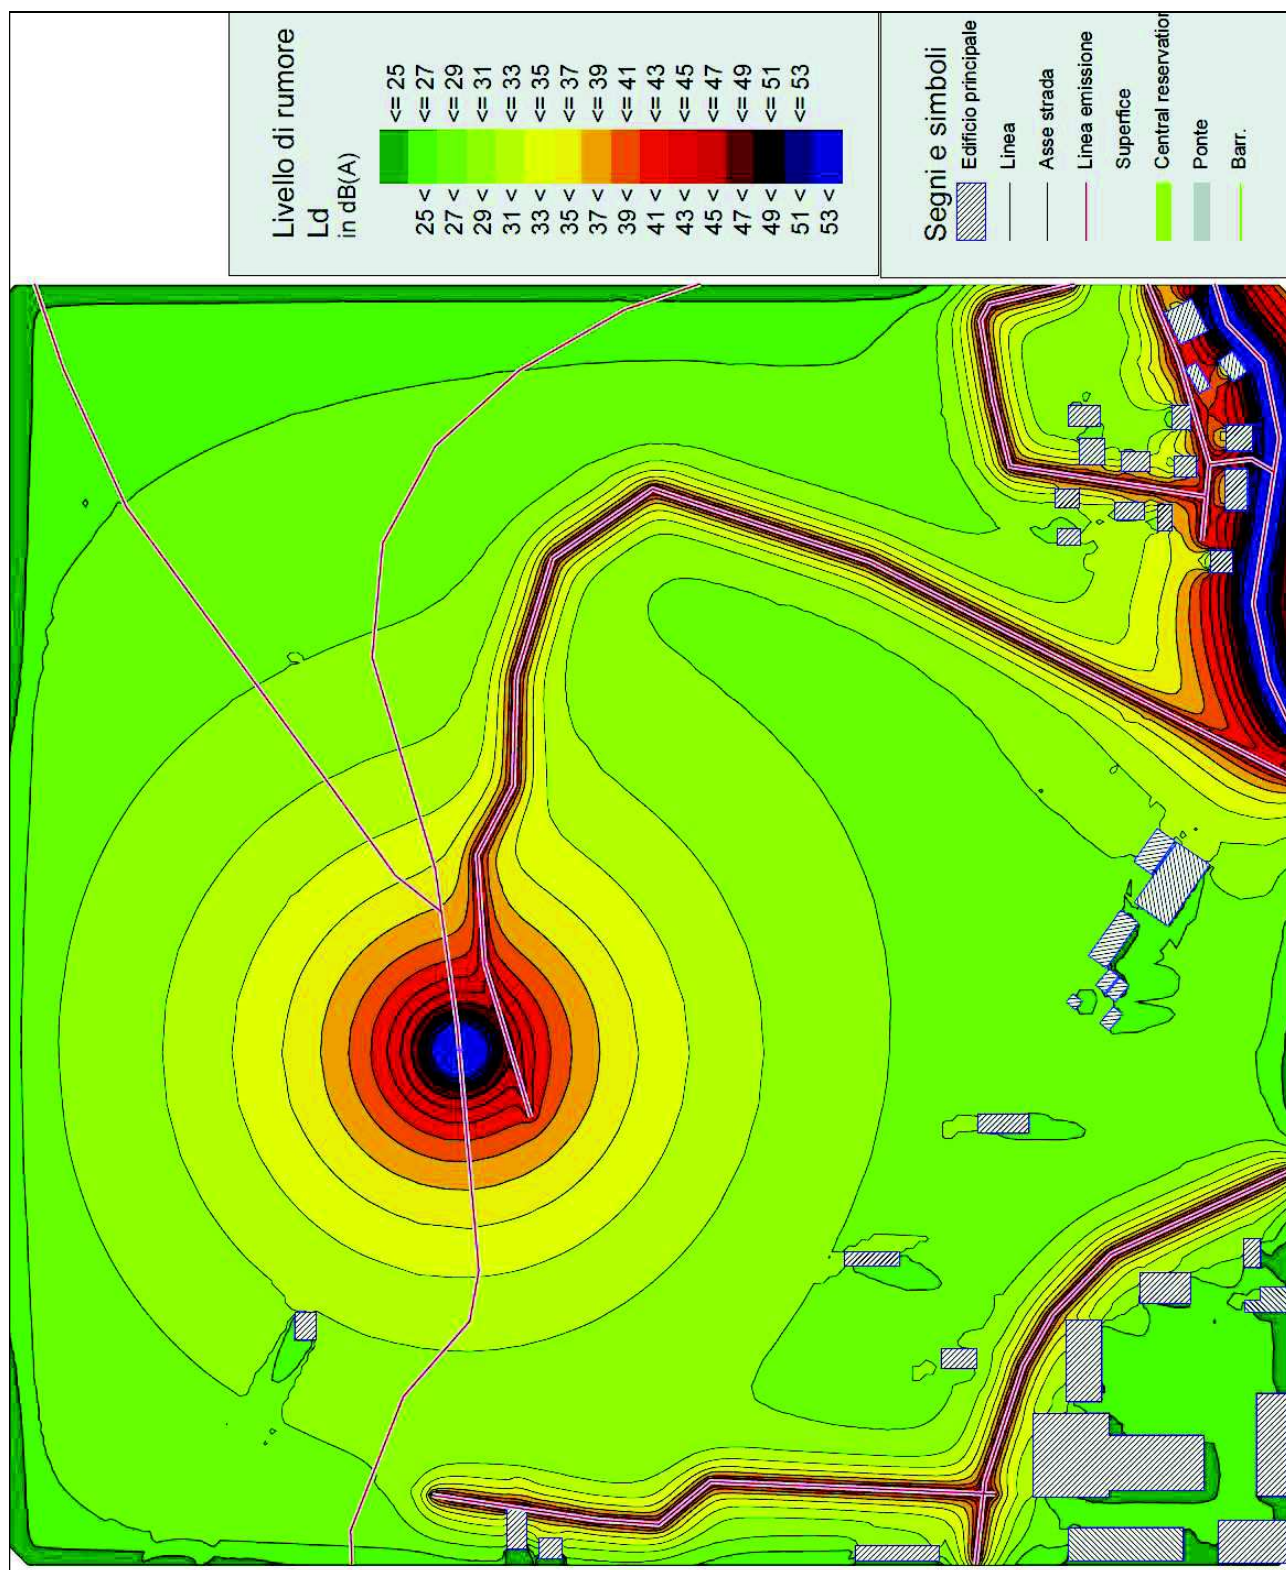 Livello di rumore
Ld
in dB(A)
<= 25
25 < <= 27
27 < <= 29
29 < <= 31
31 < <= 33
33 < <= 35
35 < <= 37
37 < <= 39
39 < <= 41
41 < <= 43
43 < <= 45
45 < <= 47
47 < <= 49
49 < <= 51
51 < <= 53
53 <
Segni e simboli
Edificio principale
Linea
Asse strada
Linea emissione
Superfice
Central reservation
Ponte
Barr.